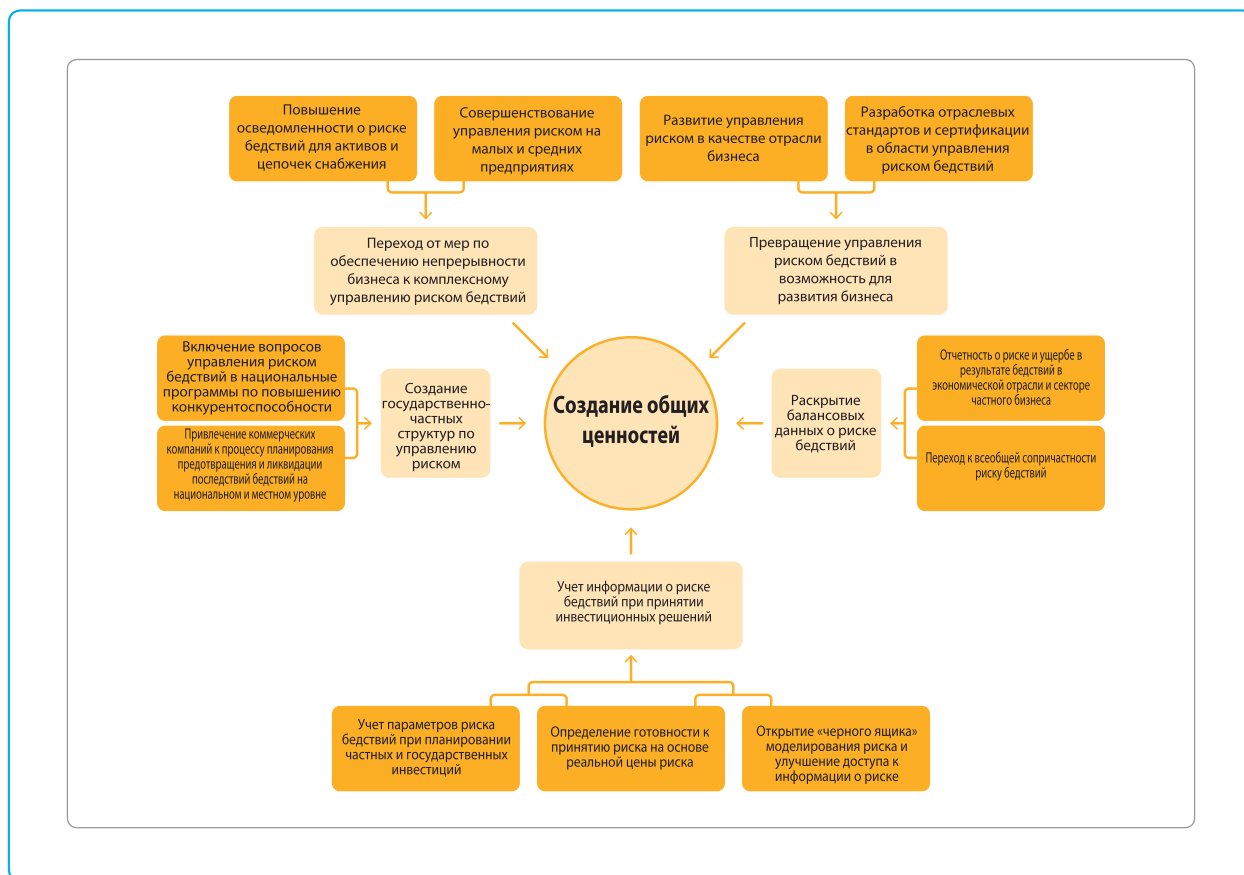 Повышение
осведомленности о риске
бедствий для активов и
цепочек снабжения
Совершенствование
управления риском на
малых и средних
предприятиях
Развитие управления
риском в качестве отрасли
бизнеса
Разработка отраслевых
стандартов и сертификации
в области управления
риском бедствий
Переход от мер по
обеспечению непрерывности
бизнеса к комплексному
управлению риском бедствий
Превращение управления
риском бедствий в
возможность для
развития бизнеса
Включение вопросов
управления риском
бедствий в национальные
программы по повышению
конкурентоспособности
Привлечение коммерческих
компаний к процессу планирования
предотвращения и ликвидации
последствий бедствий на
национальном и местном уровне
Создание
государственно-
частных
структур по
управлению
риском
Создание общих
ценностей
Раскрытие
балансовых
данных о риске
бедствий
Отчетность о риске и ущербе в
результате бедствий в
экономической отрасли и секторе
частного бизнеса
Переход к всеобщей сопричастности
риску бедствий
Учет информации о риске
бедствий при принятии
инвестиционных решений
Учет параметров риска
бедствий при планировании
частных и государственных
инвестиций
Определение готовности к
принятию риска на основе
реальной цены риска
Открытие «черного ящика»
моделирования риска и
улучшение доступа к
информации о риске